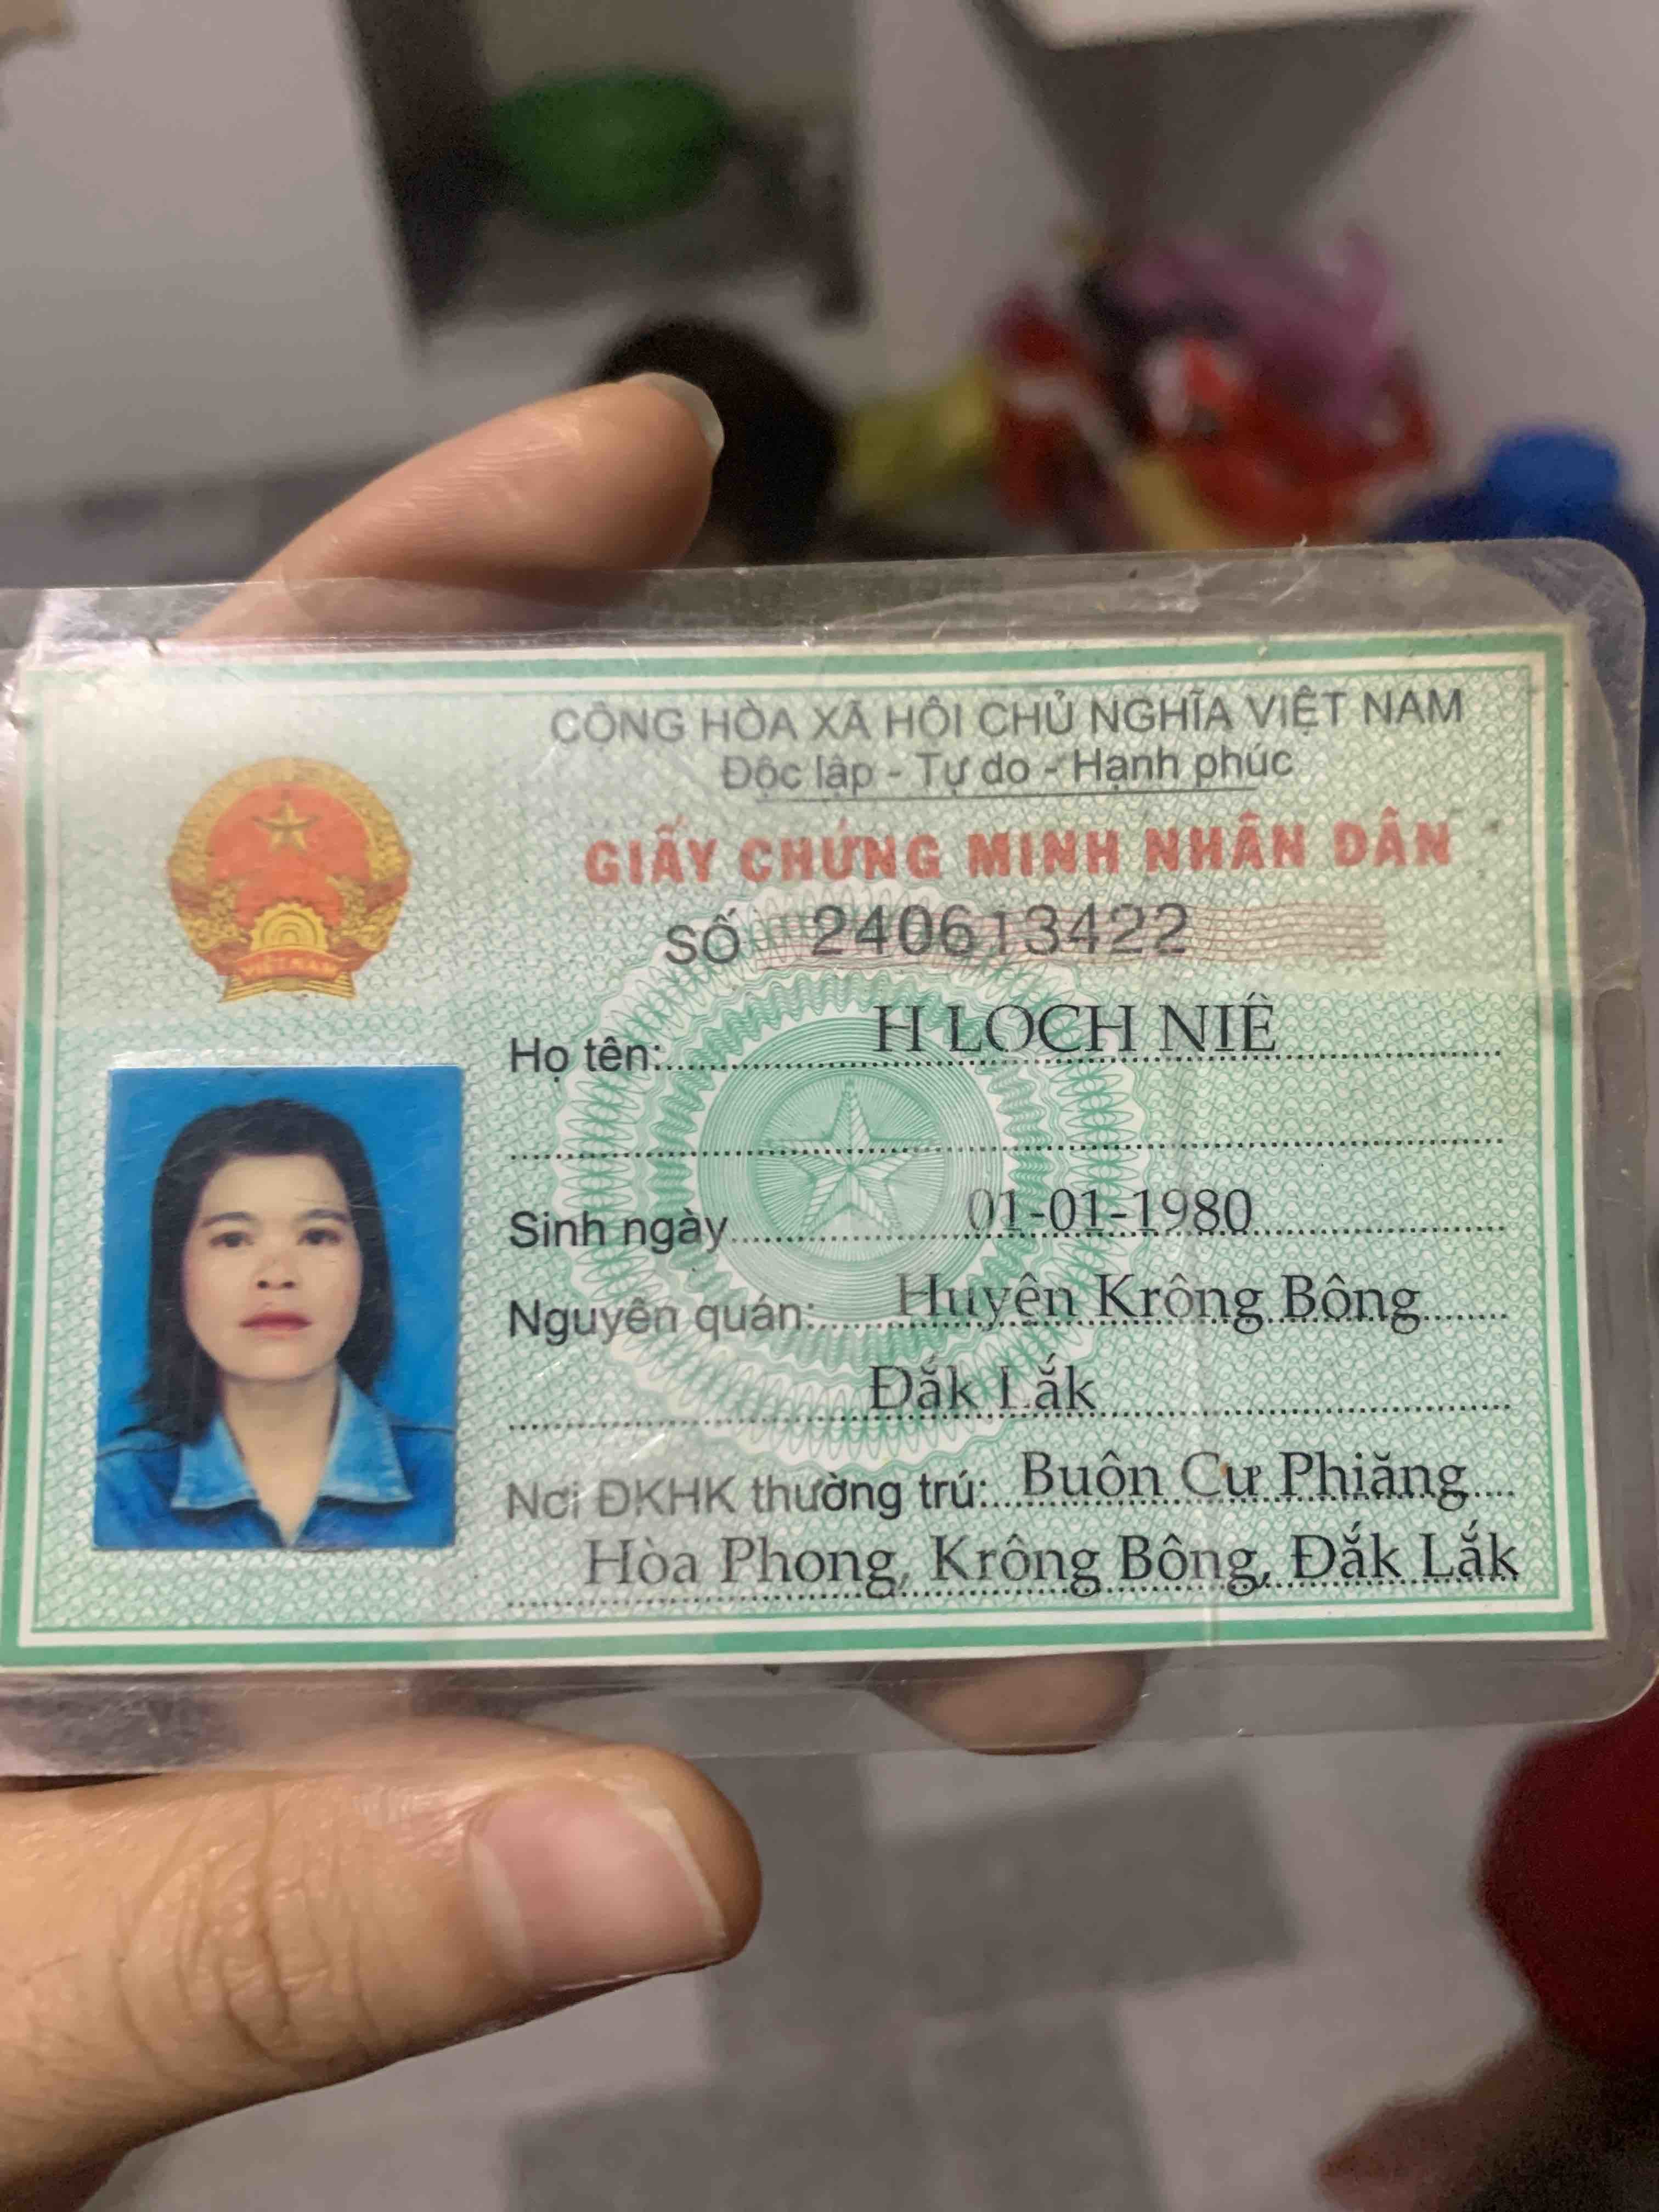 CỘNG HÒA XÃ HỘI CHỦ NGHĨA VIỆT NAM
Độc lập - Tự do - Hạnh phúc
GIẤY CHỨNG MINH NHÂN DÂN
SỐ 240613422
Họ tên: H LOCH NIÊ
Sinh ngày 01-01-1980
Nguyên quán: Huyện Krông Bông
Đắk Lắk
Nơi ĐKHK thường trú: Buôn Cư Phiăng
Hòa Phong, Krông Bông, Đắk Lắk
VIỆT NAM